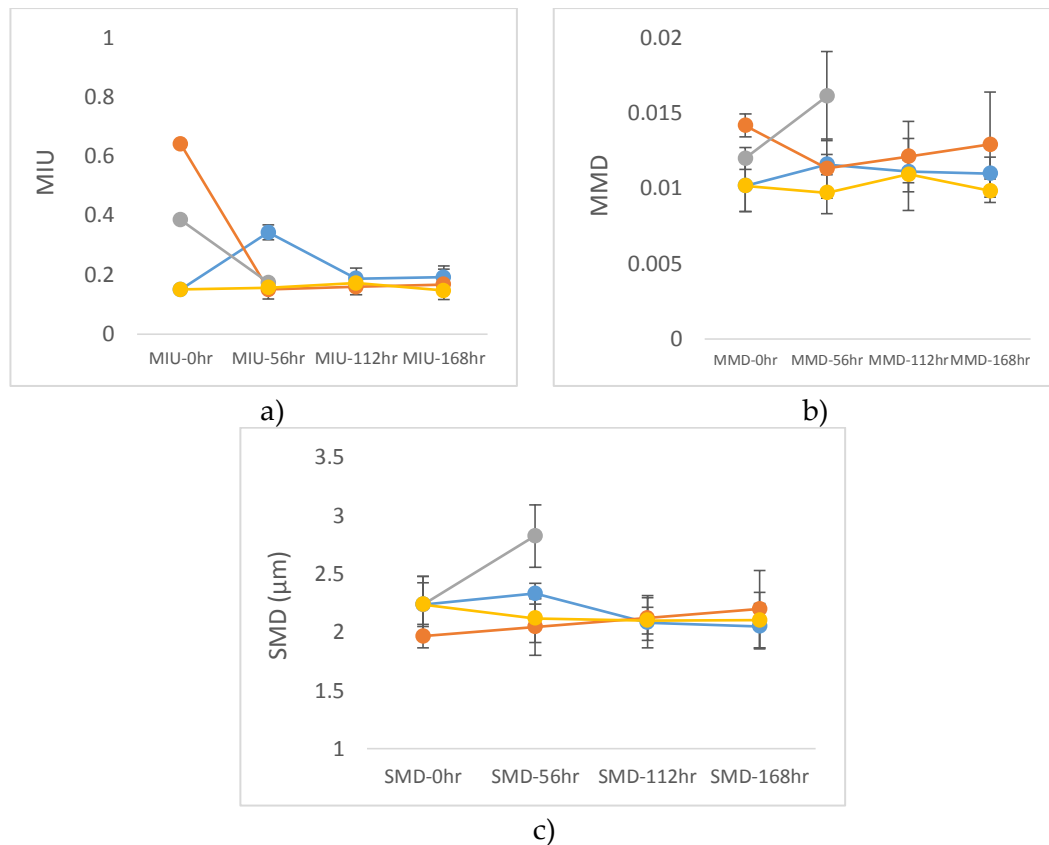 1
0.8
0.6
0.4
0.2
0
MIU
MIU-0hr MIU-56hr MIU-112hr MIU-168hr
a)
0.02
0.015
0.01
0.005
0
MMD
MMD-0hr MMD-56hr MMD-112hr MMD-168hr
b)
3.5
3
2.5
2
1.5
1
SMD (μm)
SMD-0hr SMD-56hr SMD-112hr SMD-168hr
c)